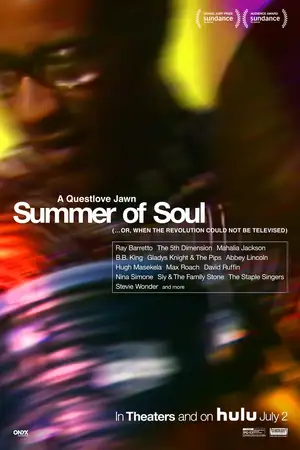 GRAND JURY PRIZE
sundance
AUDIENCE AWARD
sundance
A Questlove Jawn
Summer of Soul
(...OR, WHEN THE REVOLUTION COULD NOT BE TELEVISED)
Ray Barretto The 5th Dimension Mahalia Jackson
B.B. King Gladys Knight & The Pips Abbey Lincoln
Hugh Masekela Max Roach David Ruffin
Nina Simone Sly & The Family Stone The Staple Singers
Stevie Wonder and more
In Theaters and on hulu July 2
ONYX